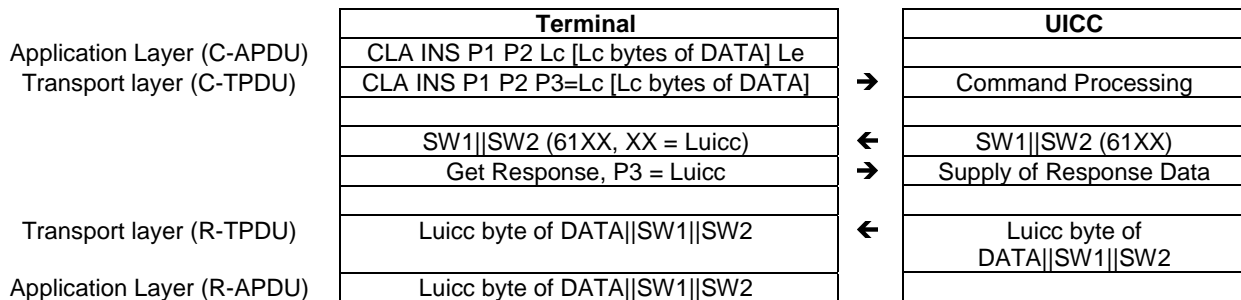 Terminal UICC
Application Layer (C-APDU) CLA INS P1 P2 Lc [Lc bytes of DATA] Le
Transport layer (C-TPDU) CLA INS P1 P2 P3=Lc [Lc bytes of DATA] ➔ Command Processing
SW1||SW2 (61XX, XX = Luicc) 🡸 SW1||SW2 (61XX)
Get Response, P3 = Luicc ➔ Supply of Response Data
Transport layer (R-TPDU) Luicc byte of DATA||SW1||SW2 🡸 Luicc byte of
DATA||SW1||SW2
Application Layer (R-APDU) Luicc byte of DATA||SW1||SW2